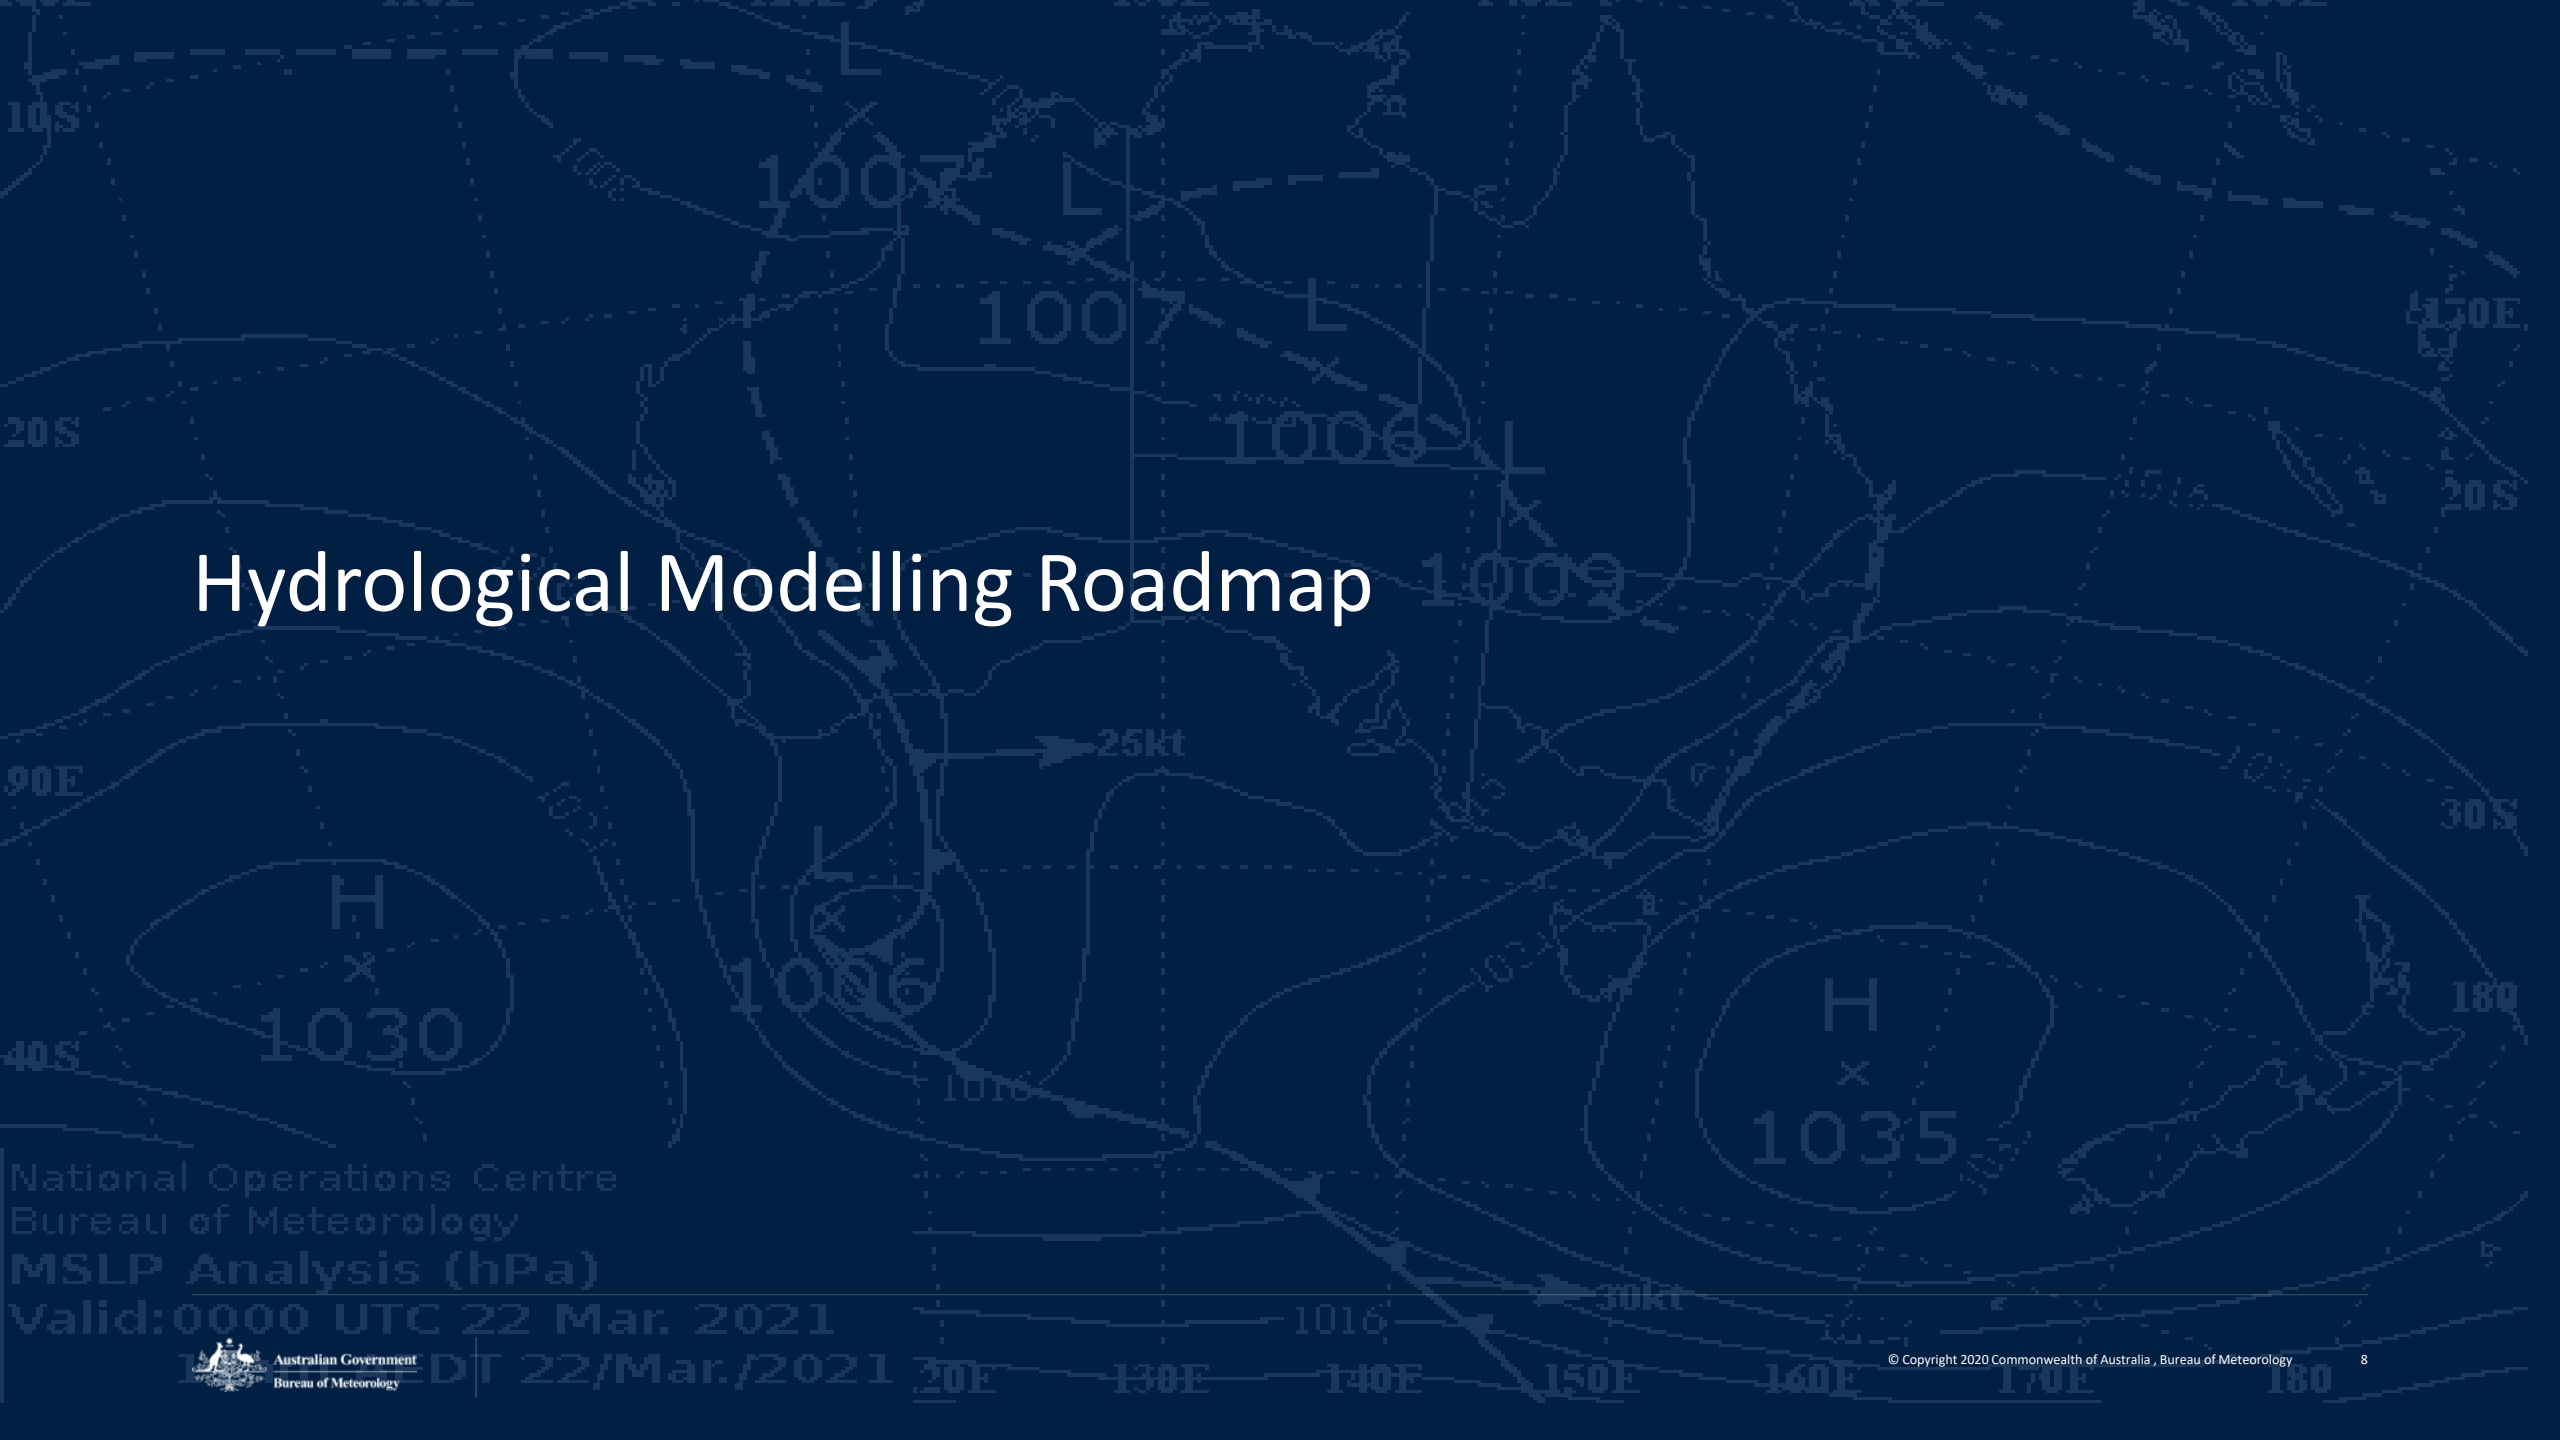 10S
L
1008
1007
L
1007
L
170E
20S
1006
L
1016
20S
Hydrological Modelling Roadmap
1009
25kt
90E
30S
H
L
1030
1006
H
180
40S
1016
1035
National Operations Centre
Bureau of Meteorology
MSLP Analysis (hPa)
30kt
Valid:0000 UTC 22 Mar. 2021
1016
Australian Government
Bureau of Meteorology
22/Mar./2021
130E
140E
150E
160E
170E
180
© Copyright 2020 Commonwealth of Australia , Bureau of Meteorology
8